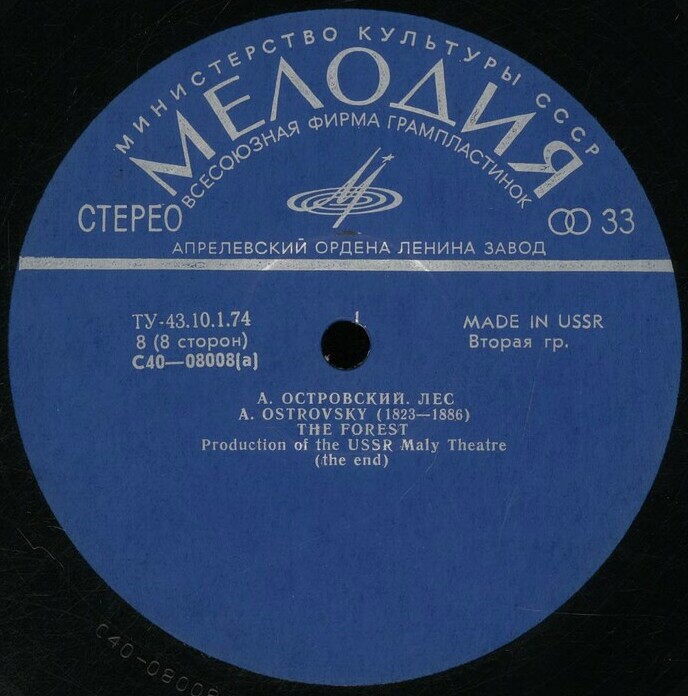 МИНИСТЕРСТВО КУЛЬТУРЫ СССР
МЕЛОДИЯ
ВСЕСОЮЗНАЯ ФИРМА ГРАМПЛАСТИНОК
СТЕРЕО
33
АПРЕЛЕВСКИЙ ОРДЕНА ЛЕНИНА ЗАВОД
ТУ-43.10.1.74
8 (8 сторон)
С40—08008(а)
1
MADE IN USSR
Вторая гр.
А. ОСТРОВСКИЙ. ЛЕС
A. OSTROVSKY (1823—1886)
THE FOREST
Production of the USSR Maly Theatre
(the end)